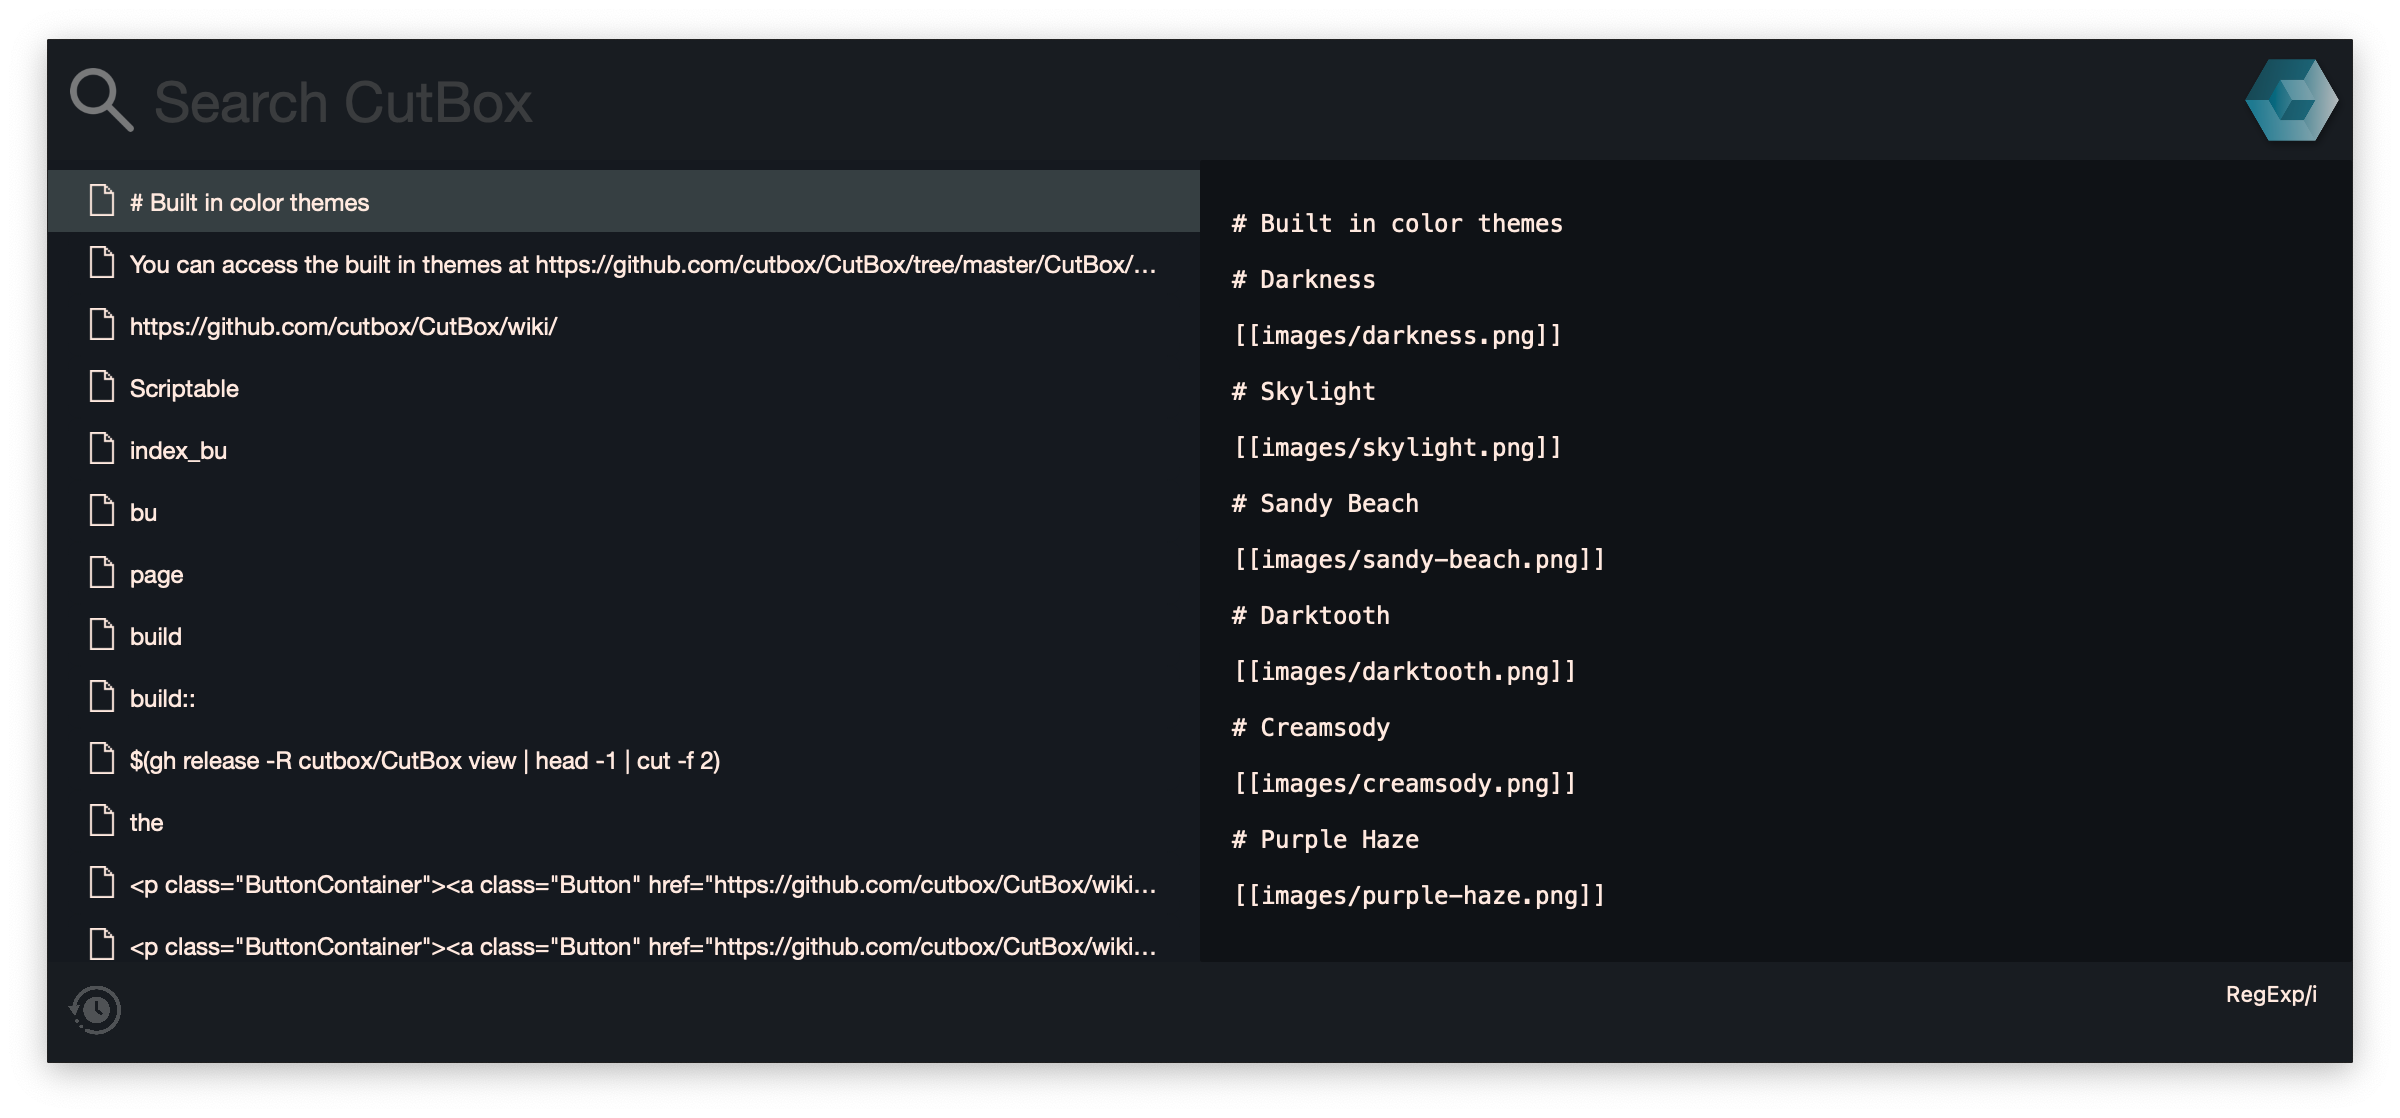 Search CutBox
# Built in color themes
You can access the built in themes at https://github.com/cutbox/CutBox/tree/master/CutBox/…
https://github.com/cutbox/CutBox/wiki/
Scriptable
index_bu
bu
page
build
build::
$(gh release -R cutbox/CutBox view | head -1 | cut -f 2)
the
<p class="ButtonContainer"><a class="Button" href="https://github.com/cutbox/CutBox/wiki…
<p class="ButtonContainer"><a class="Button" href="https://github.com/cutbox/CutBox/wiki…
# Built in color themes
# Darkness
[[images/darkness.png]]
# Skylight
[[images/skylight.png]]
# Sandy Beach
[[images/sandy-beach.png]]
# Darktooth
[[images/darktooth.png]]
# Creamsody
[[images/creamsody.png]]
# Purple Haze
[[images/purple-haze.png]]
RegExp/i